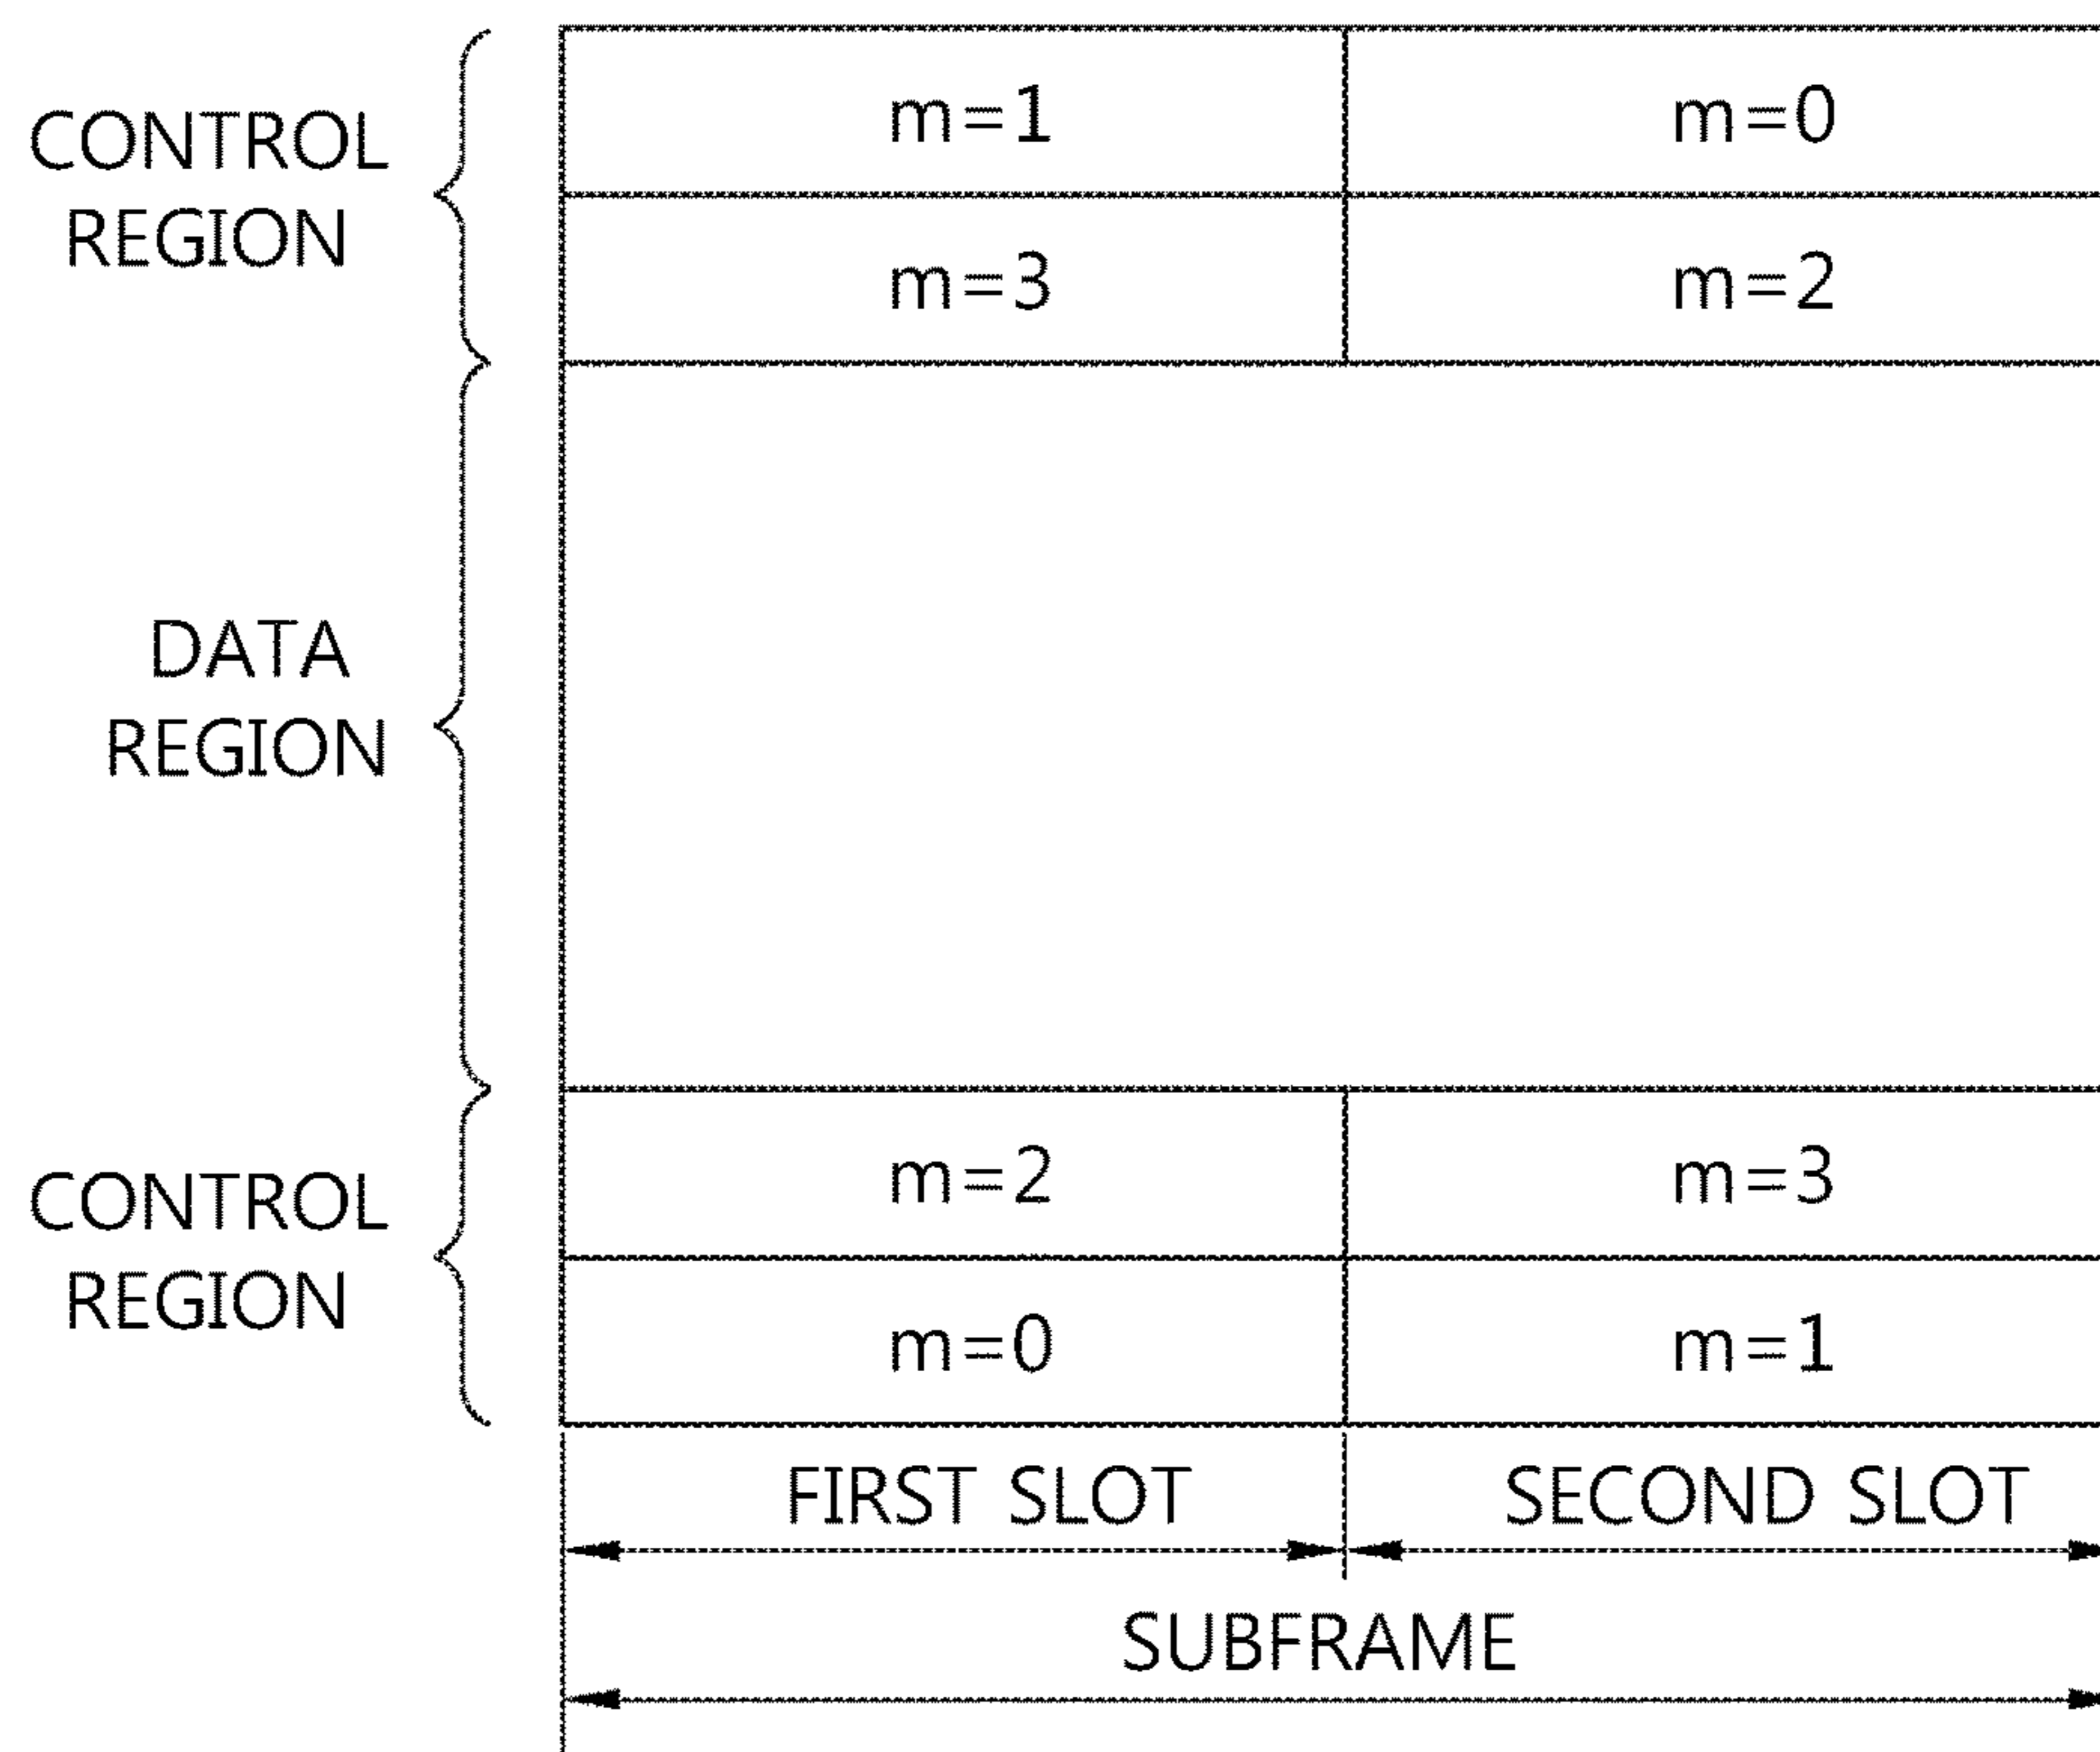 CONTROL
REGION
m=1
m=0
m=3
m=2
DATA
REGION
CONTROL
REGION
m=2
m=3
m=0
m=1
FIRST SLOT
SECOND SLOT
SUBFRAME